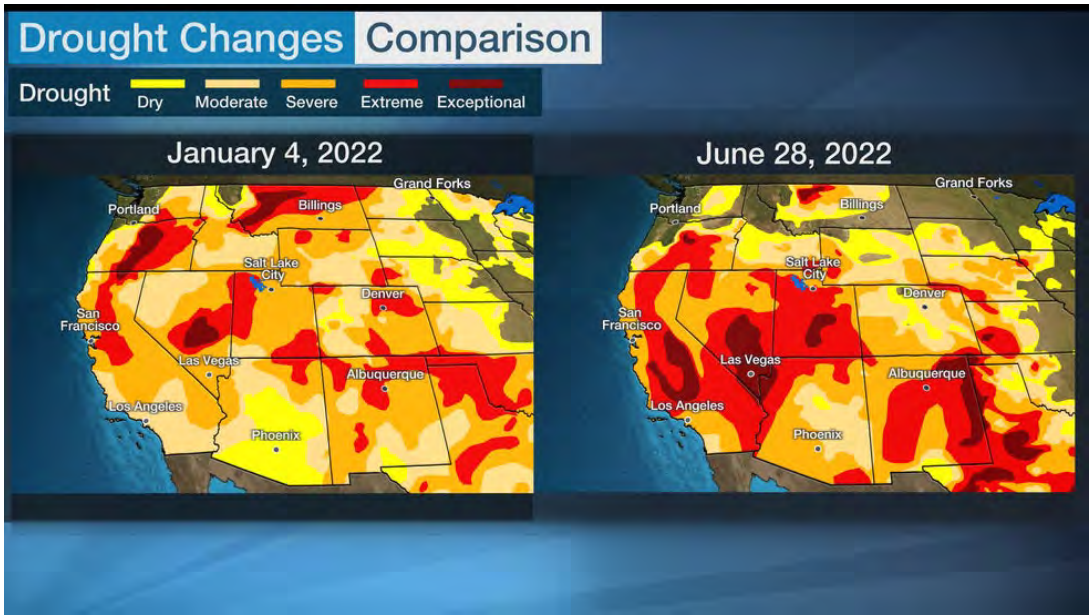 Drought Changes Comparison
Drought Dry Moderate Severe Extreme Exceptional
January 4, 2022
Grand Forks
Portland
Billings
Salt Lake
City
Denver
San
Francisco
Las Vegas
Albuquerque
Los Angeles
Phoenix
June 28, 2022
Grand Forks
Portland
Billings
Salt Lake
City
Denver
San
Francisco
Las Vegas
Albuquerque
Los Angeles
Phoenix